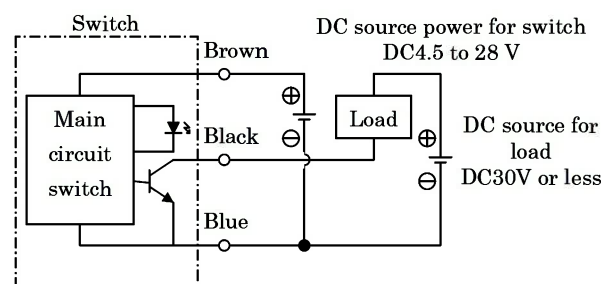 Switch
DC source power for switch
DC4.5 to 28 V
Brown
⊕
⊖
Main
circuit
switch
Black
Load
⊕
⊖
DC source for
load
DC30V or less
Blue